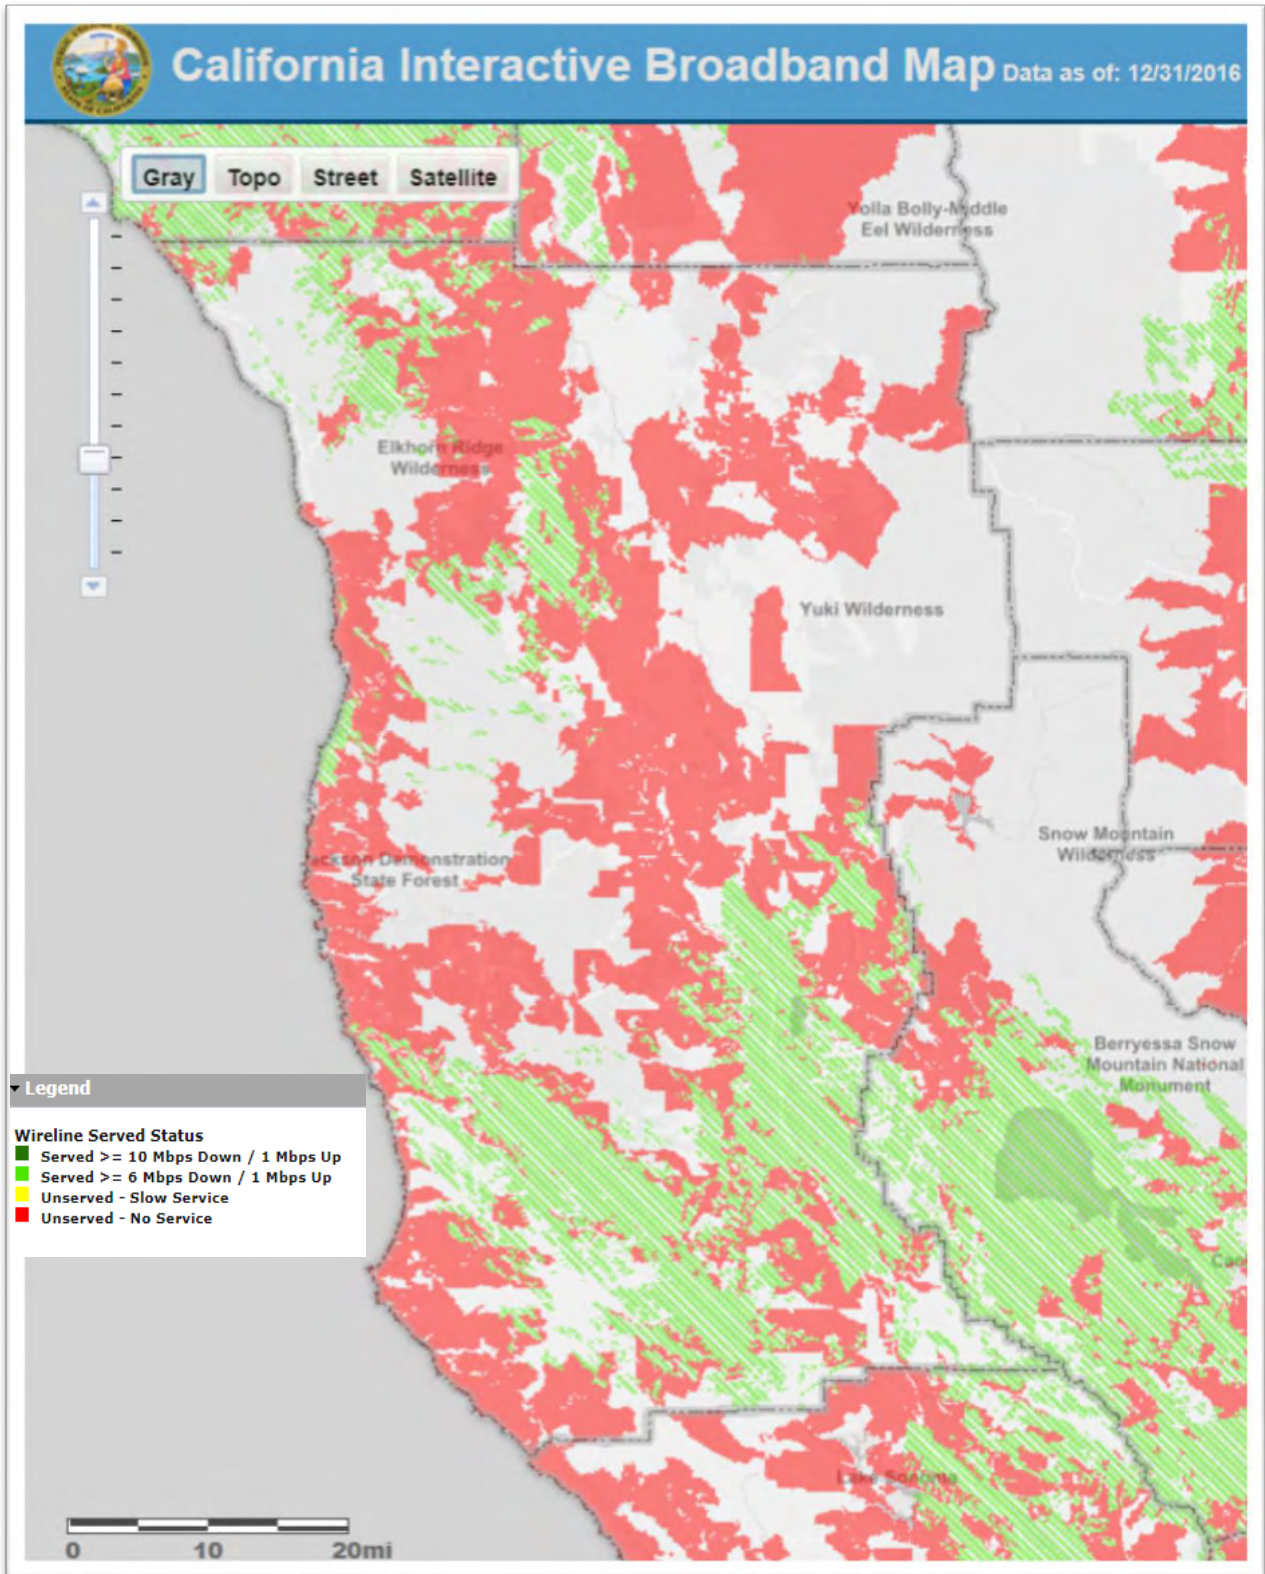 California Interactive Broadband Map Data as of: 12/31/2016
Gray Topo Street Satellite
Yolla Bolly-Middle
Eel Wilderness
Elkhorn Ridge
Wilderness
Yuki Wilderness
Snow Mountain
Wilderness
Jackson Demonstration
State Forest
Berryessa Snow
Mountain National
Monument
Legend
Wireline Served Status
Served >= 10 Mbps Down / 1 Mbps Up
Served >= 6 Mbps Down / 1 Mbps Up
Unserved - Slow Service
Unserved - No Service
Lake Sonoma
0 10 20mi